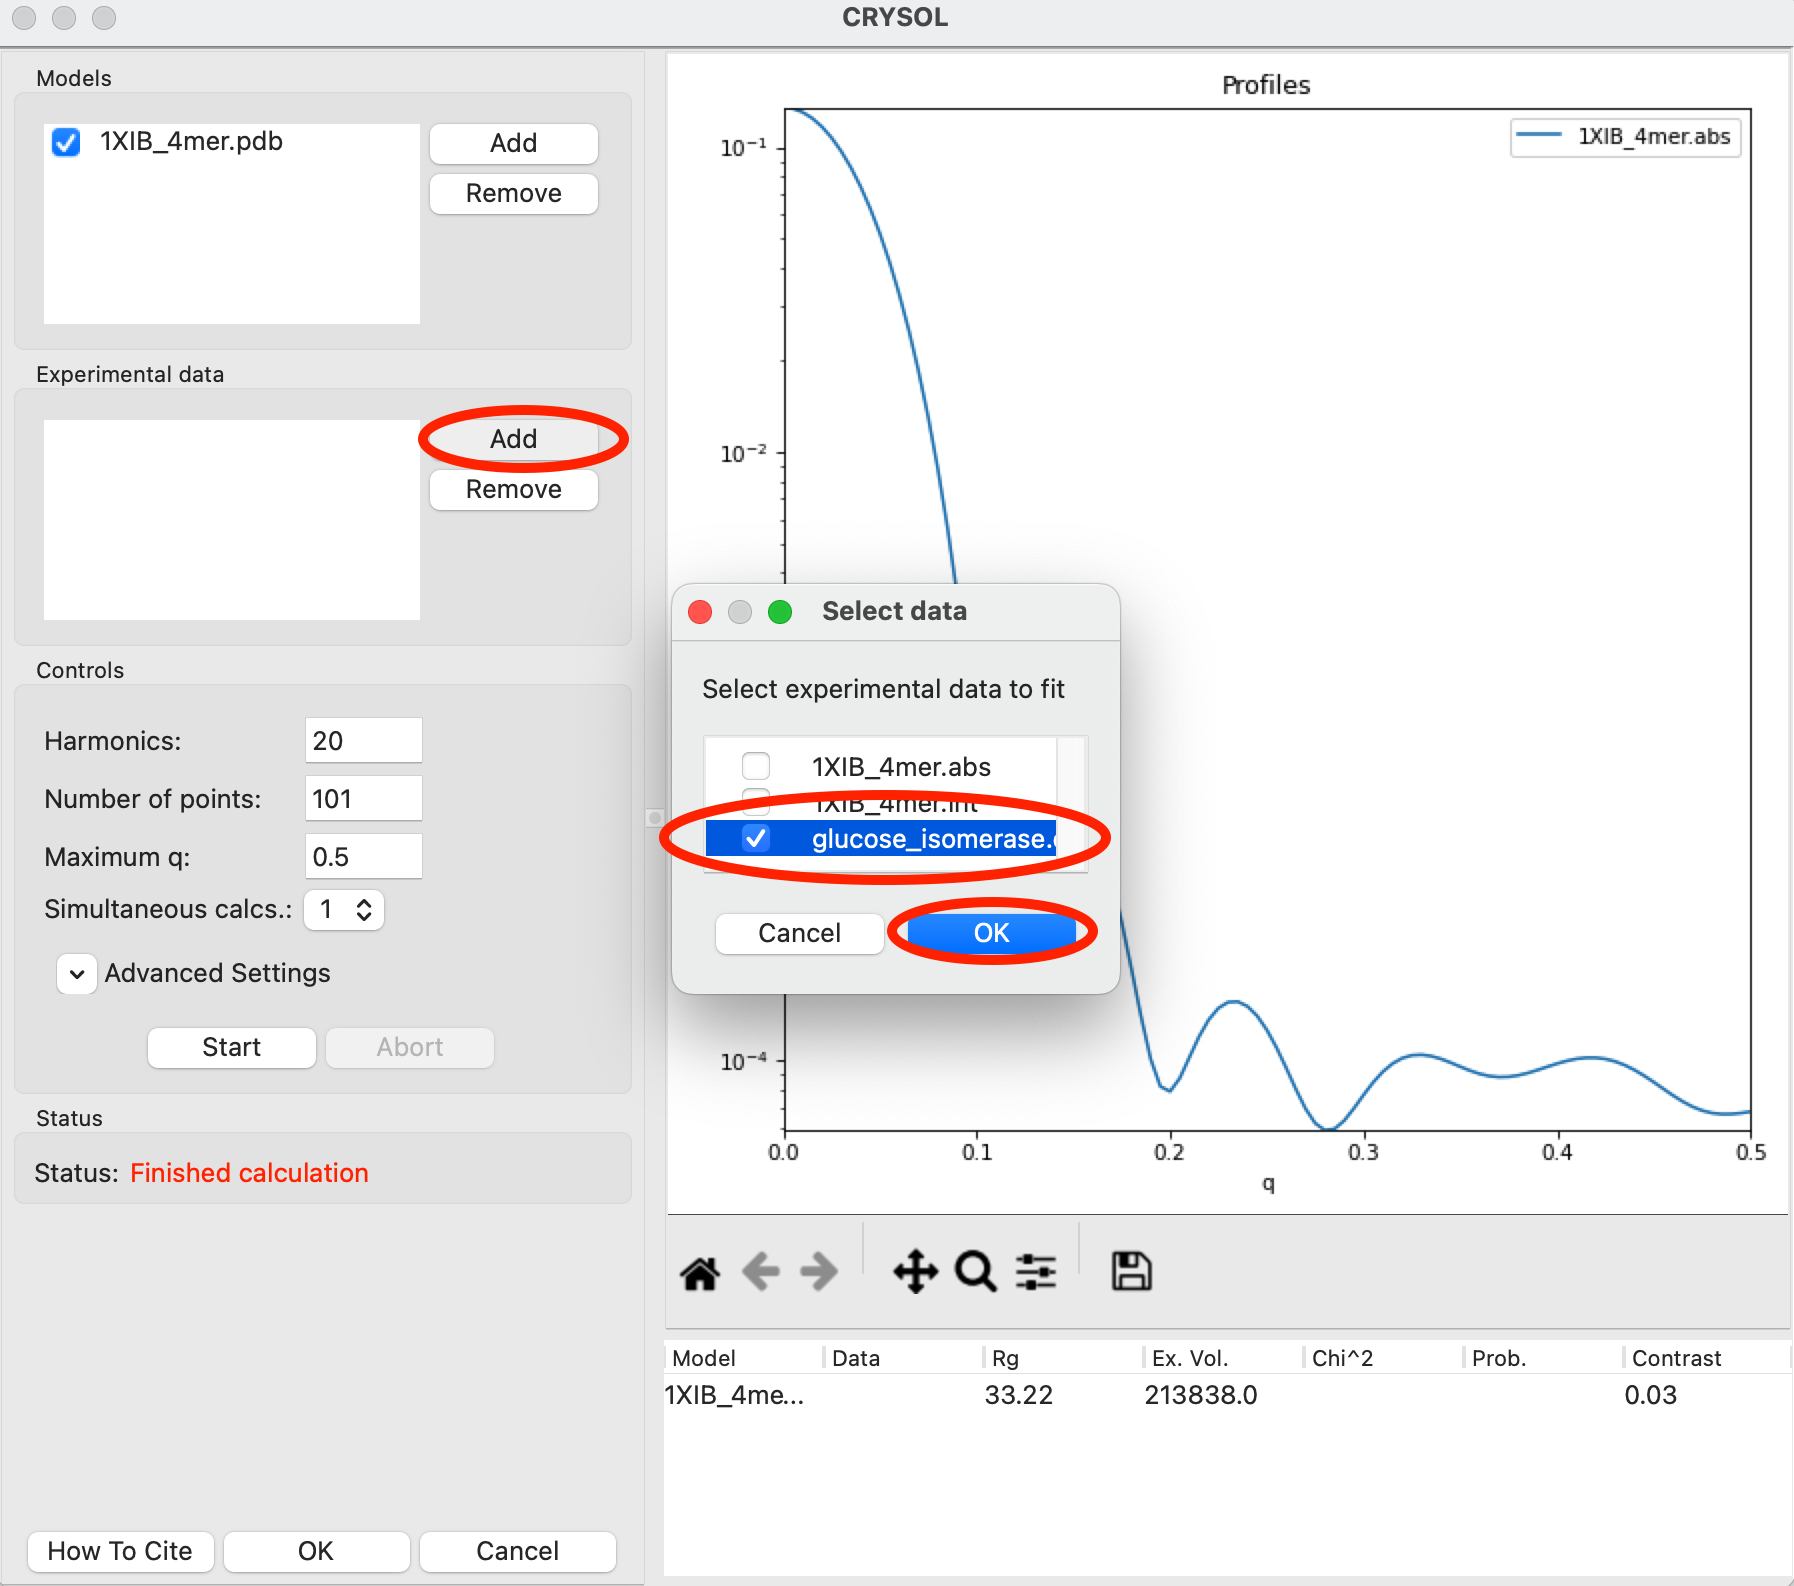 CRYSOL
Models
1XIB_4mer.pdb
Add
Remove
Experimental data
Add
Remove
Controls
Harmonics: 20
Number of points: 101
Maximum q: 0.5
Simultaneous calcs.: 1
Advanced Settings
Start Abort
Status
Status: Finished calculation
How To Cite OK Cancel
Profiles
1XIB_4mer.abs
10⁻¹
10⁻²
10⁻⁴
0.0 0.1 0.2 0.3 0.4 0.5
q
Select data
Select experimental data to fit
1XIB_4mer.abs
1XIB_4mer.int
glucose_isomerase.
Cancel OK
Model Data Rg Ex. Vol. Chi^2 Prob. Contrast
1XIB_4me... 33.22 213838.0 0.03